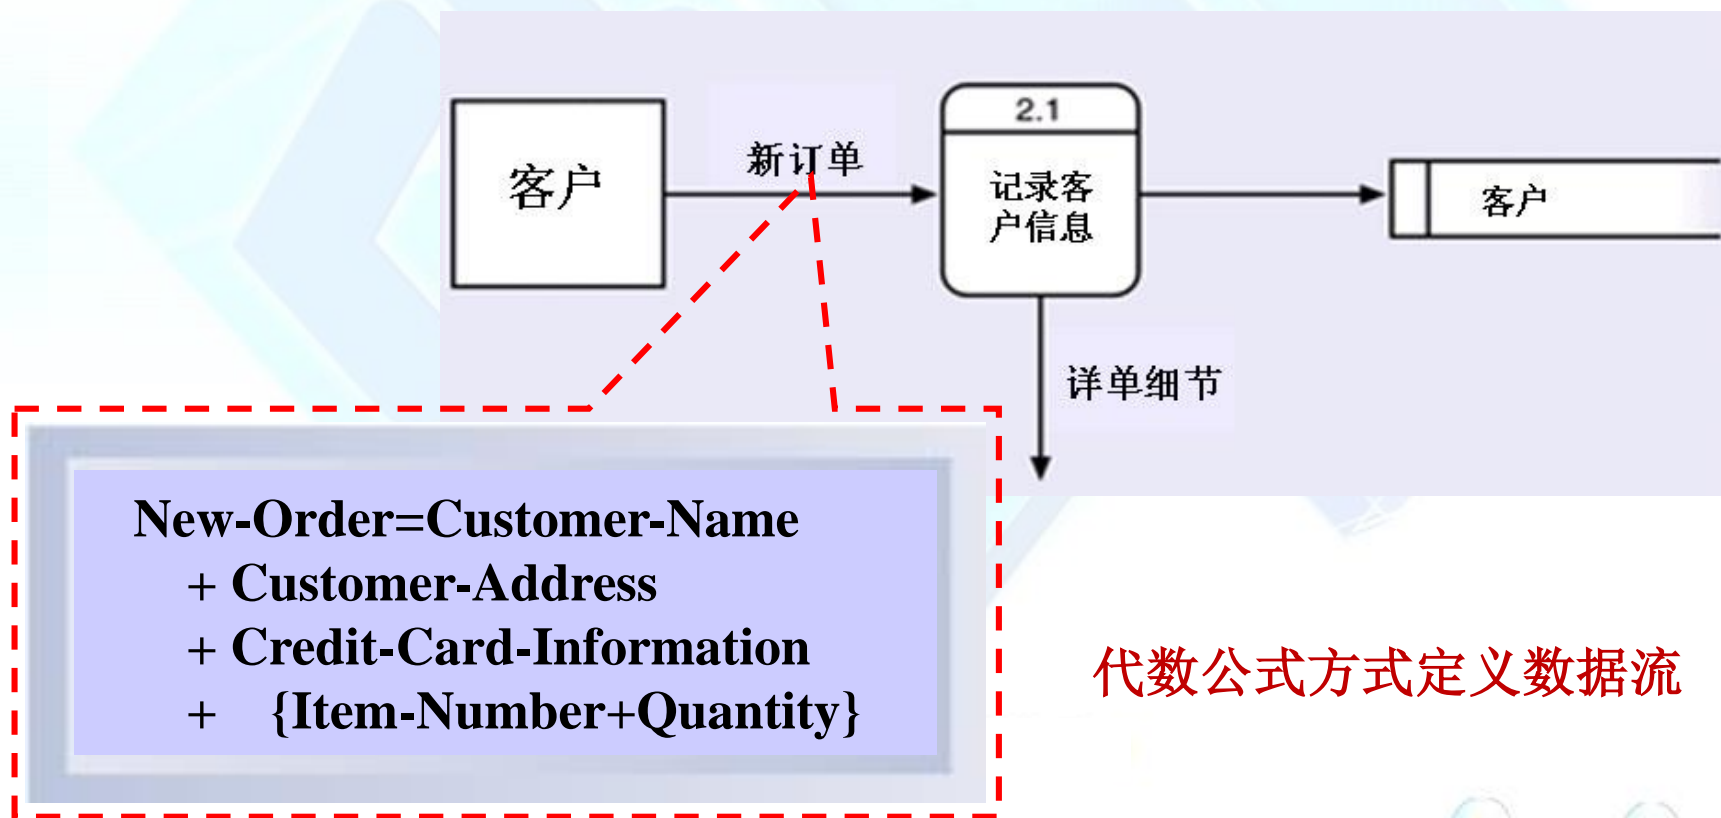 客户
新订单
2.1
记录客
户信息
客户
详单细节
New-Order=Customer-Name
+ Customer-Address
+ Credit-Card-Information
+ {Item-Number+Quantity}
代数公式方式定义数据流